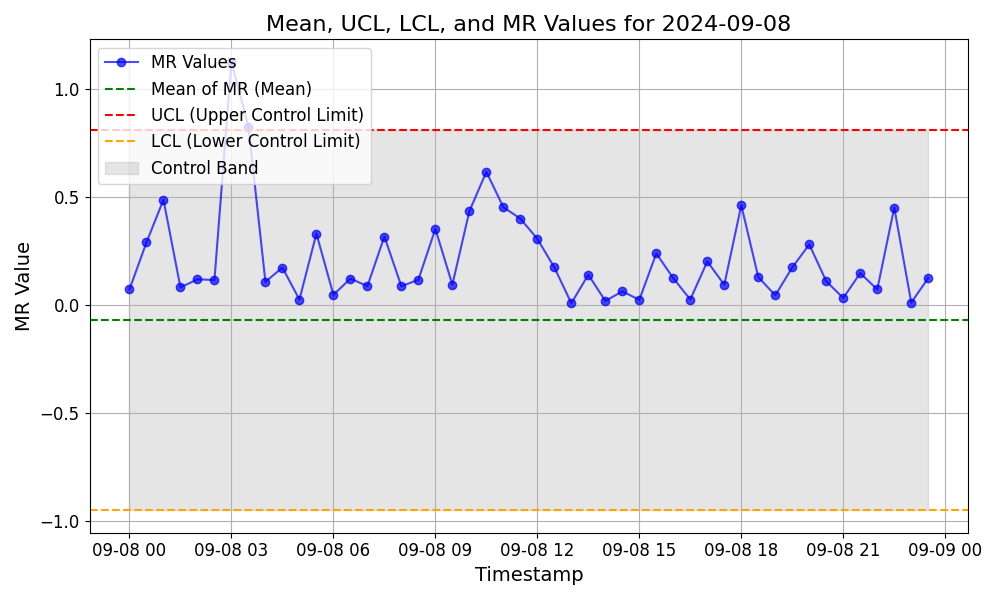 Mean, UCL, LCL, and MR Values for 2024-09-08
MR Values
Mean of MR (Mean)
UCL (Upper Control Limit)
LCL (Lower Control Limit)
Control Band
MR Value
1.0
0.5
0.0
−0.5
−1.0
09-08 00 09-08 03 09-08 06 09-08 09 09-08 12 09-08 15 09-08 18 09-08 21 09-09 00
Timestamp